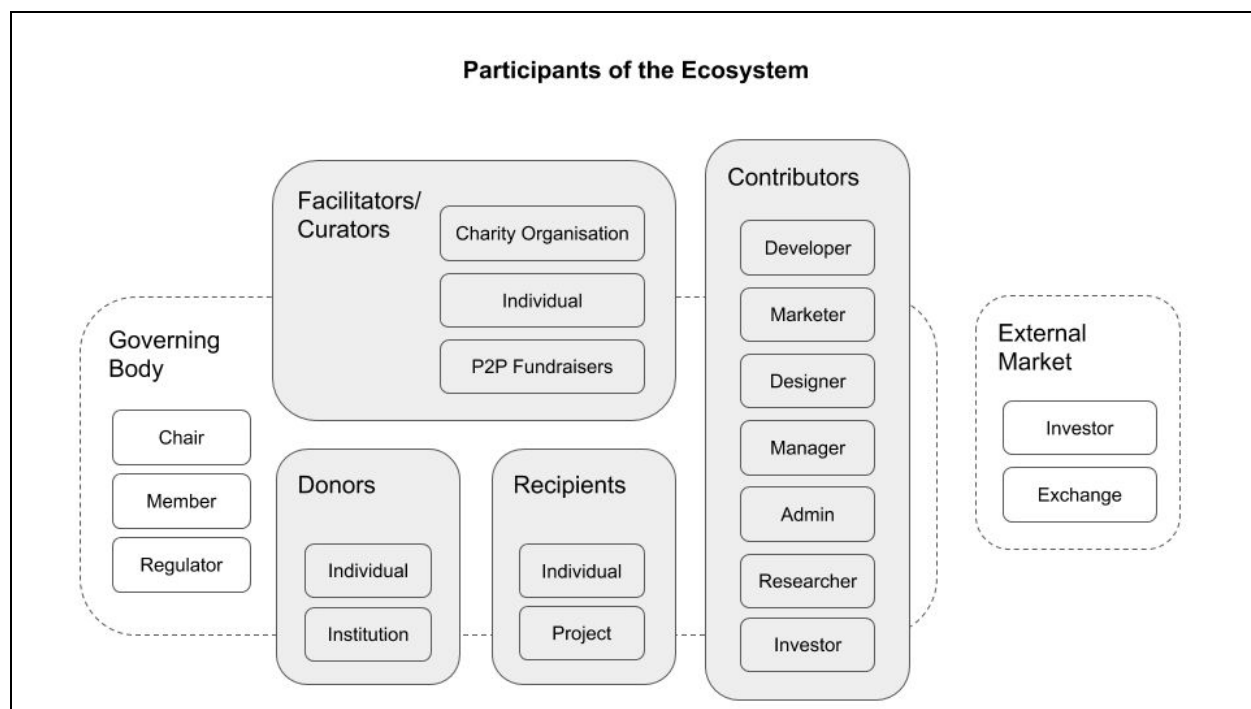 Participants of the Ecosystem
Facilitators/
Curators
Charity Organisation
Individual
P2P Fundraisers
Governing
Body
Chair
Member
Regulator
Donors
Individual
Institution
Recipients
Individual
Project
Contributors
Developer
Marketer
Designer
Manager
Admin
Researcher
Investor
External
Market
Investor
Exchange